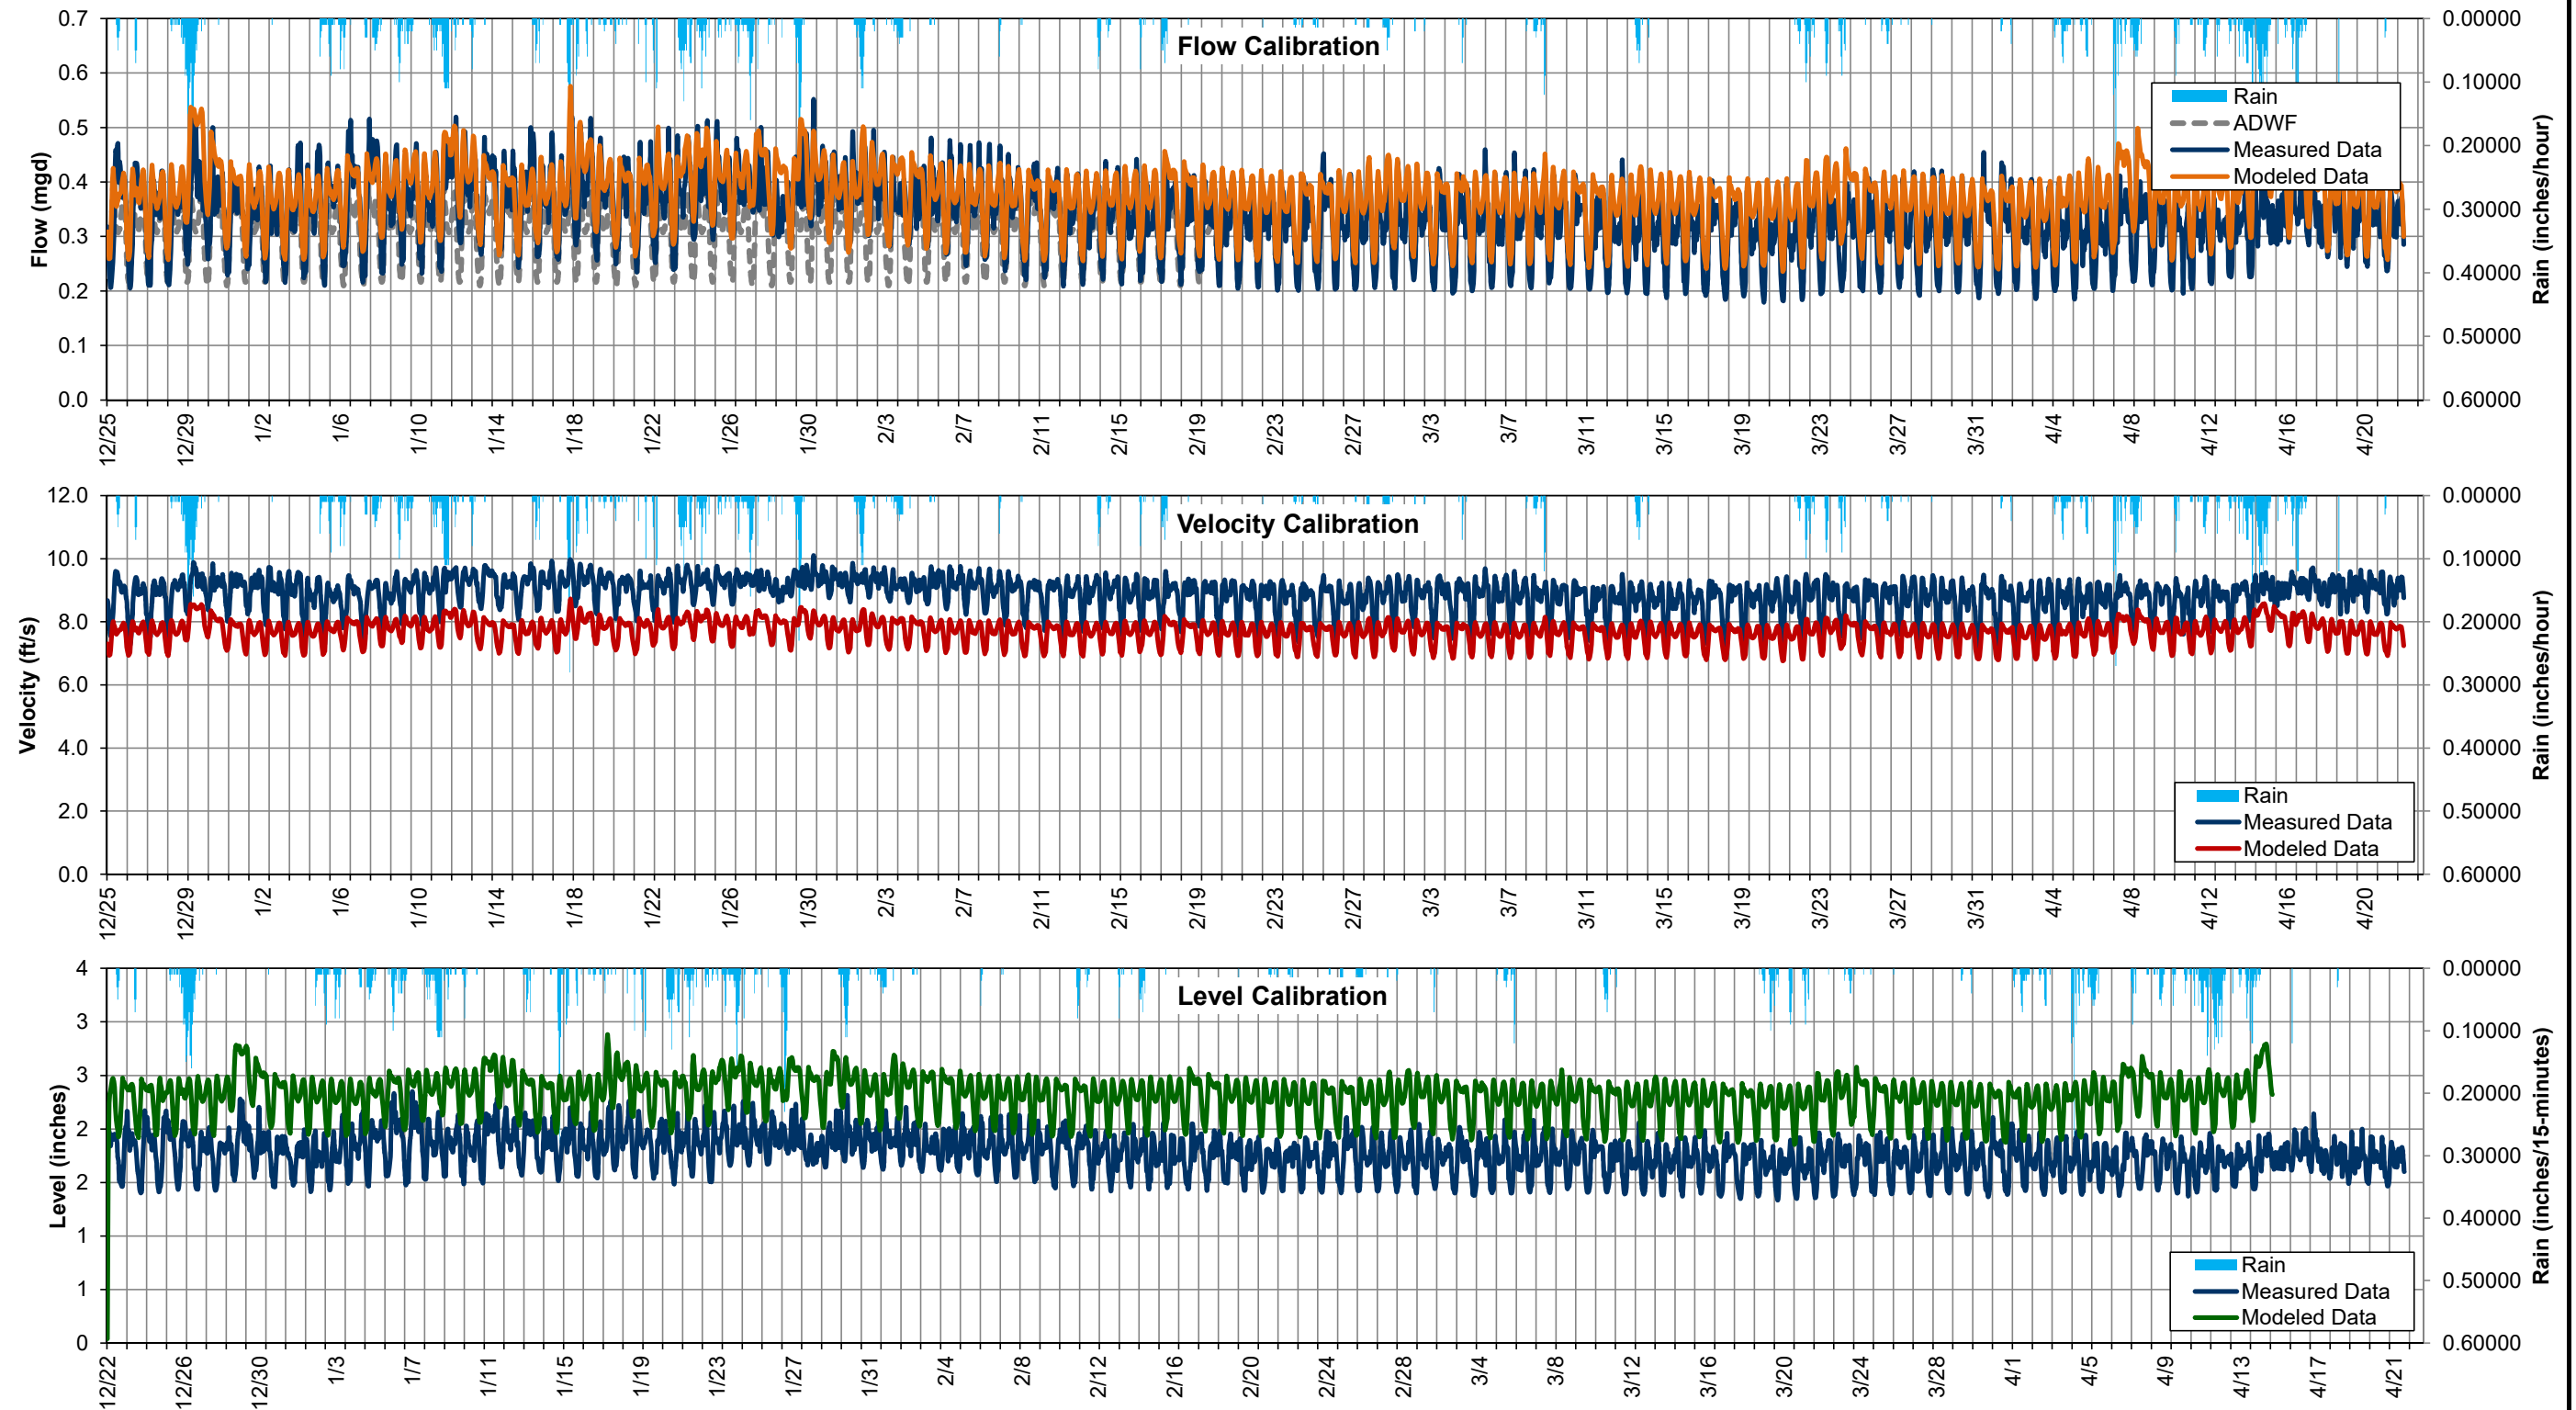 Flow Calibration
Flow (mgd)
0.7
0.6
0.5
0.4
0.3
0.2
0.1
0.0
0.00000
0.10000
0.20000
0.30000
0.40000
0.50000
0.60000
Rain (inches/hour)
Rain
ADWF
Measured Data
Modeled Data
12/25 12/29 1/2 1/6 1/10 1/14 1/18 1/22 1/26 1/30 2/3 2/7 2/11 2/15 2/19 2/23 2/27 3/3 3/7 3/11 3/15 3/19 3/23 3/27 3/31 4/4 4/8 4/12 4/16 4/20
Velocity Calibration
Velocity (ft/s)
12.0
10.0
8.0
6.0
4.0
2.0
0.0
0.00000
0.10000
0.20000
0.30000
0.40000
0.50000
0.60000
Rain (inches/hour)
Rain
Measured Data
Modeled Data
12/25 12/29 1/2 1/6 1/10 1/14 1/18 1/22 1/26 1/30 2/3 2/7 2/11 2/15 2/19 2/23 2/27 3/3 3/7 3/11 3/15 3/19 3/23 3/27 3/31 4/4 4/8 4/12 4/16 4/20
Level Calibration
Level (inches)
4
3
3
2
2
1
1
0
0.00000
0.10000
0.20000
0.30000
0.40000
0.50000
0.60000
Rain (inches/15-minutes)
Rain
Measured Data
Modeled Data
12/22 12/26 12/30 1/3 1/7 1/11 1/15 1/19 1/23 1/27 1/31 2/4 2/8 2/12 2/16 2/20 2/24 2/28 3/4 3/8 3/12 3/16 3/20 3/24 3/28 4/1 4/5 4/9 4/13 4/17 4/21